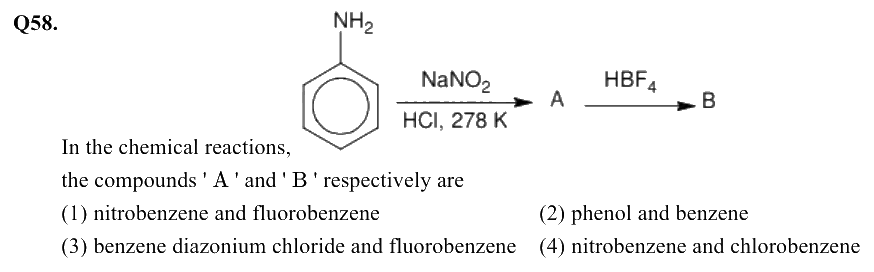 Q58.
NH₂
NaNO₂
HCl, 278 K
A
HBF₄
B
In the chemical reactions,
the compounds ' A ' and ' B ' respectively are
(1) nitrobenzene and fluorobenzene
(2) phenol and benzene
(3) benzene diazonium chloride and fluorobenzene
(4) nitrobenzene and chlorobenzene